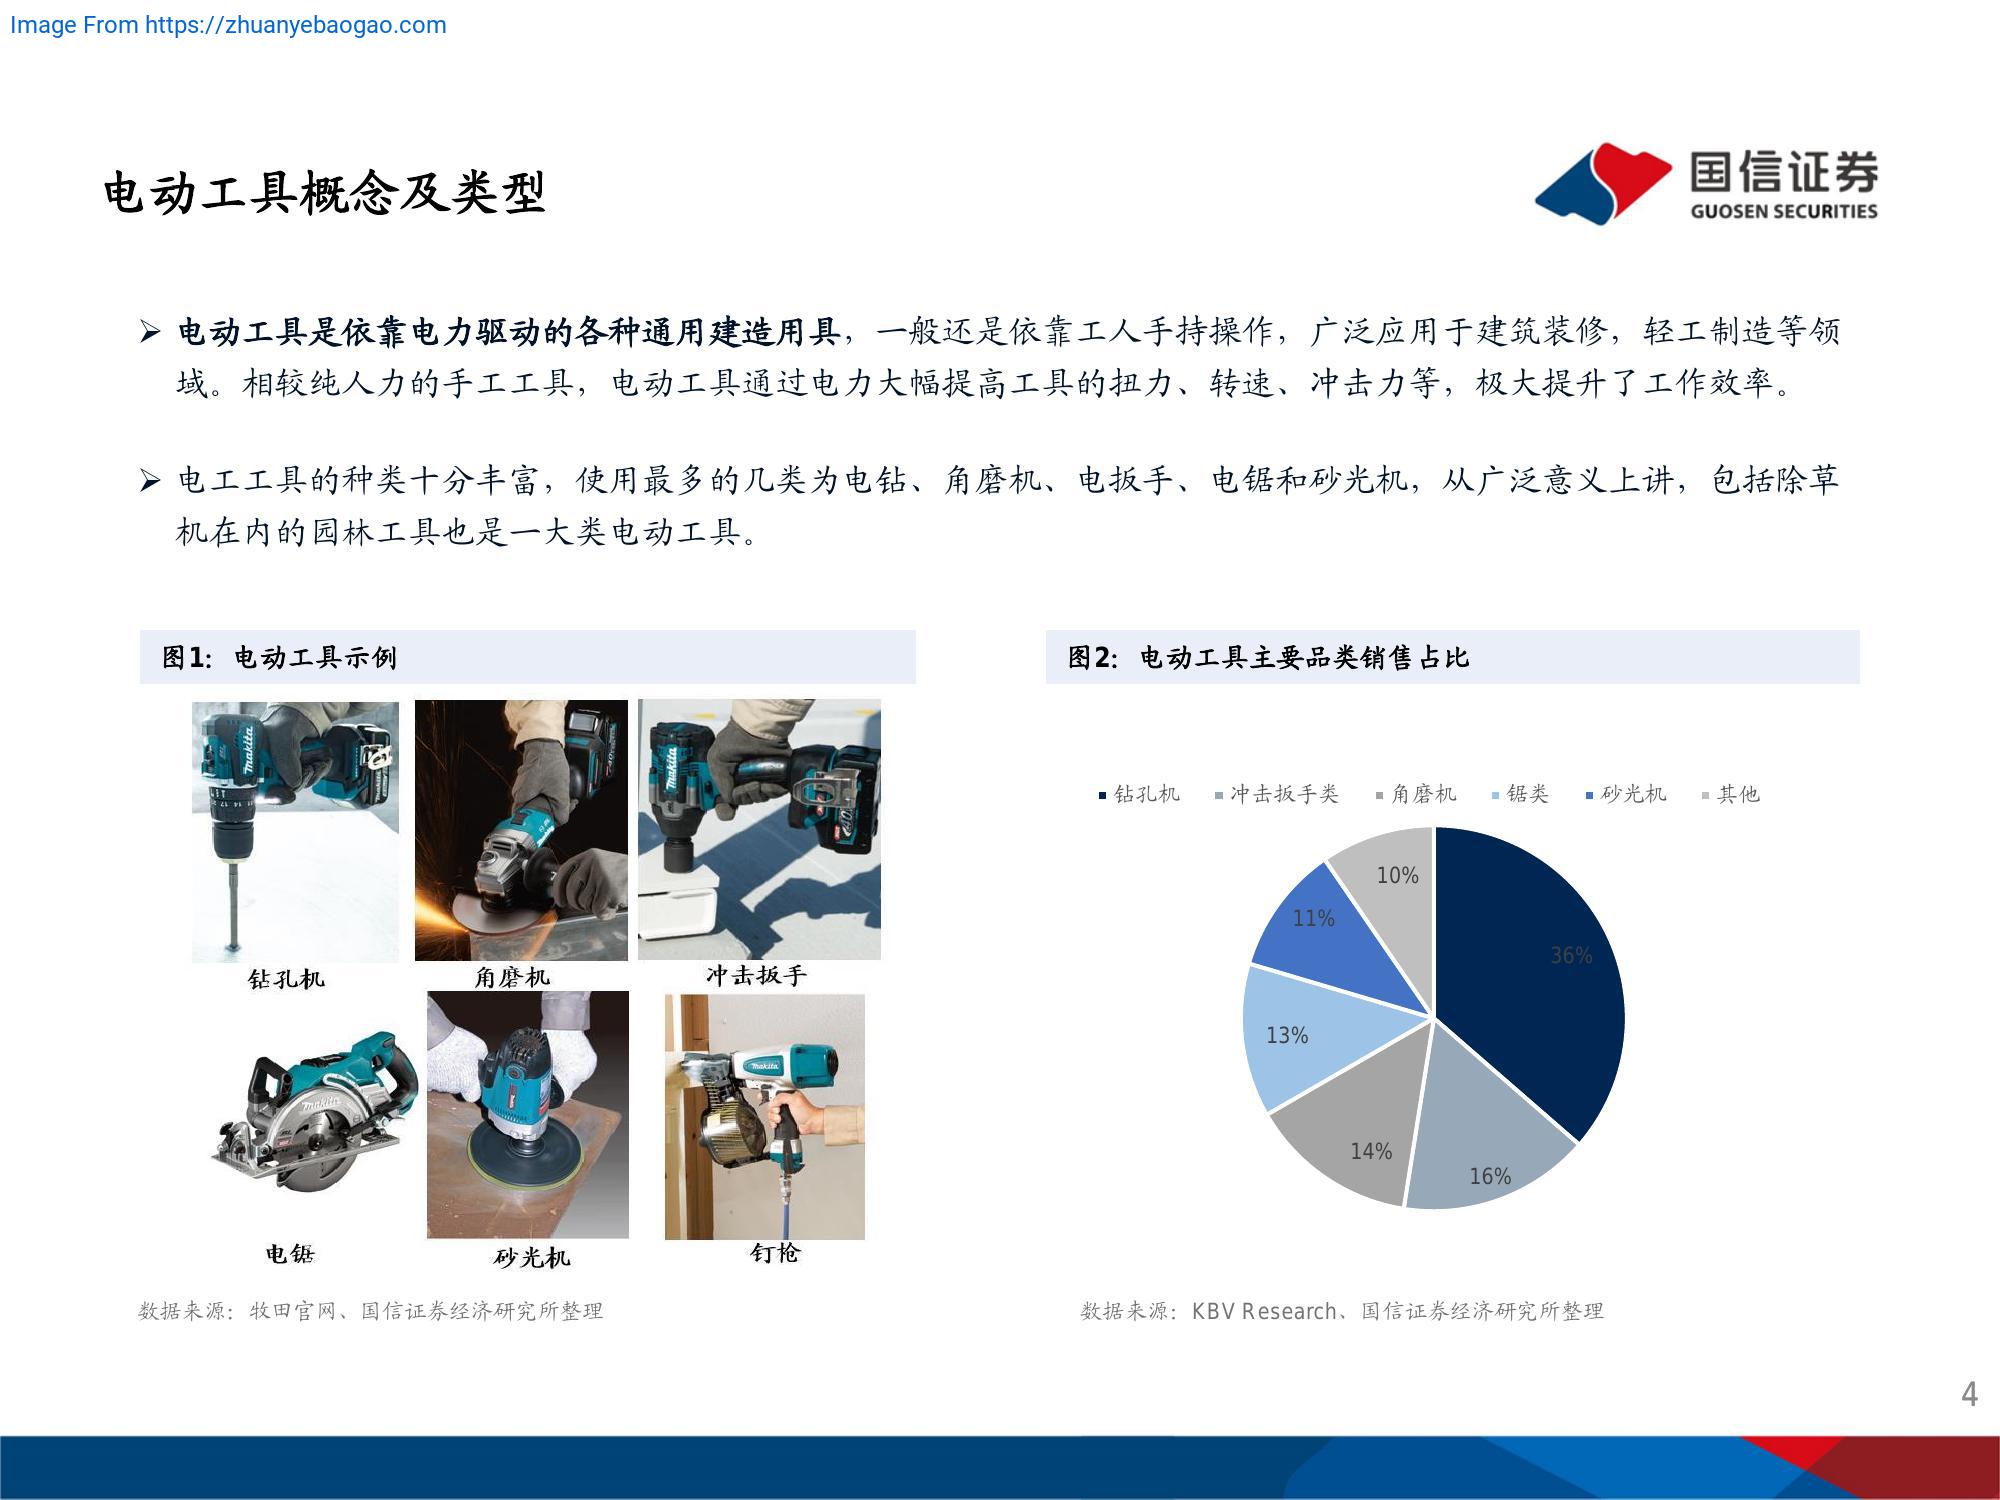 Image From https://zhuanyebaogao.com
电动工具概念及类型
国信证券
GUOSEN SECURITIES
➢ 电动工具是依靠电力驱动的各种通用建造用具，一般还是依靠工人手持操作，广泛应用于建筑装修，轻工制造等领
域。相较纯人力的手工工具，电动工具通过电力大幅提高工具的扭力、转速、冲击力等，极大提升了工作效率。
➢ 电工工具的种类十分丰富，使用最多的几类为电钻、角磨机、电扳手、电锯和砂光机，从广泛意义上讲，包括除草
机在内的园林工具也是一大类电动工具。
图1：电动工具示例
makita
makita
钻孔机
角磨机
冲击扳手
makita
makita
电锯
砂光机
钉枪
数据来源：牧田官网、国信证券经济研究所整理
图2：电动工具主要品类销售占比
钻孔机 冲击扳手类 角磨机 锯类 砂光机 其他
10%
11%
36%
13%
14%
16%
数据来源：KBV Research、国信证券经济研究所整理
4